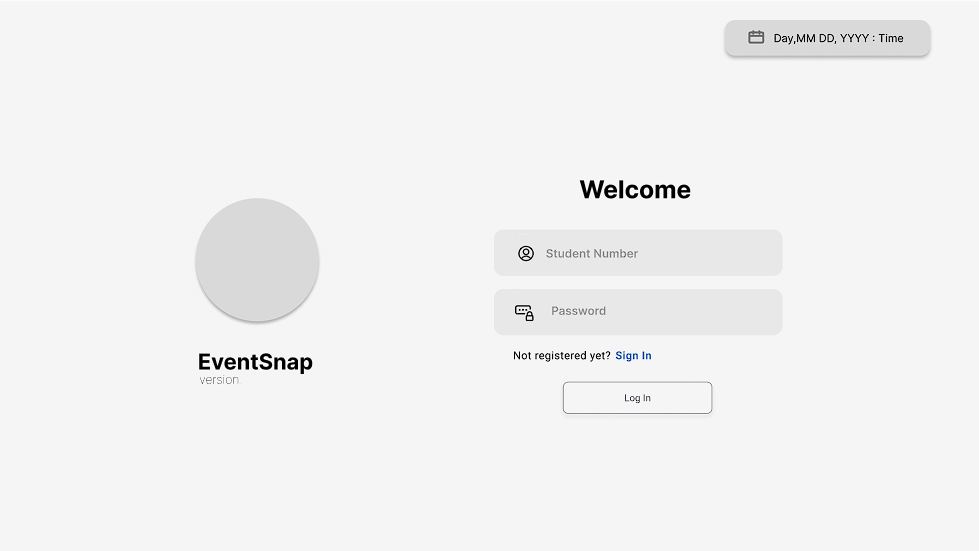 Day,MM DD, YYYY : Time
Welcome
Student Number
Password
Not registered yet? Sign In
Log In
EventSnap
version.